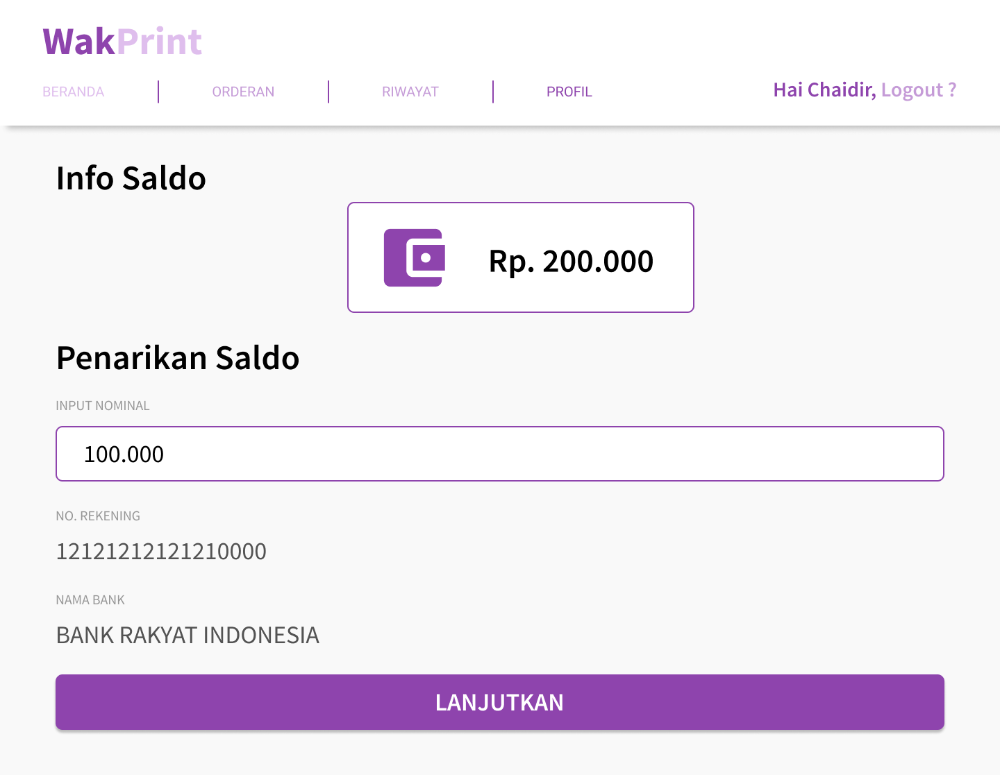 WakPrint
BERANDA
ORDERAN
RIWAYAT
PROFIL
Hai Chaidir, Logout ?
Info Saldo
Rp. 200.000
Penarikan Saldo
INPUT NOMINAL
100.000
NO. REKENING
12121212121210000
NAMA BANK
BANK RAKYAT INDONESIA
LANJUTKAN